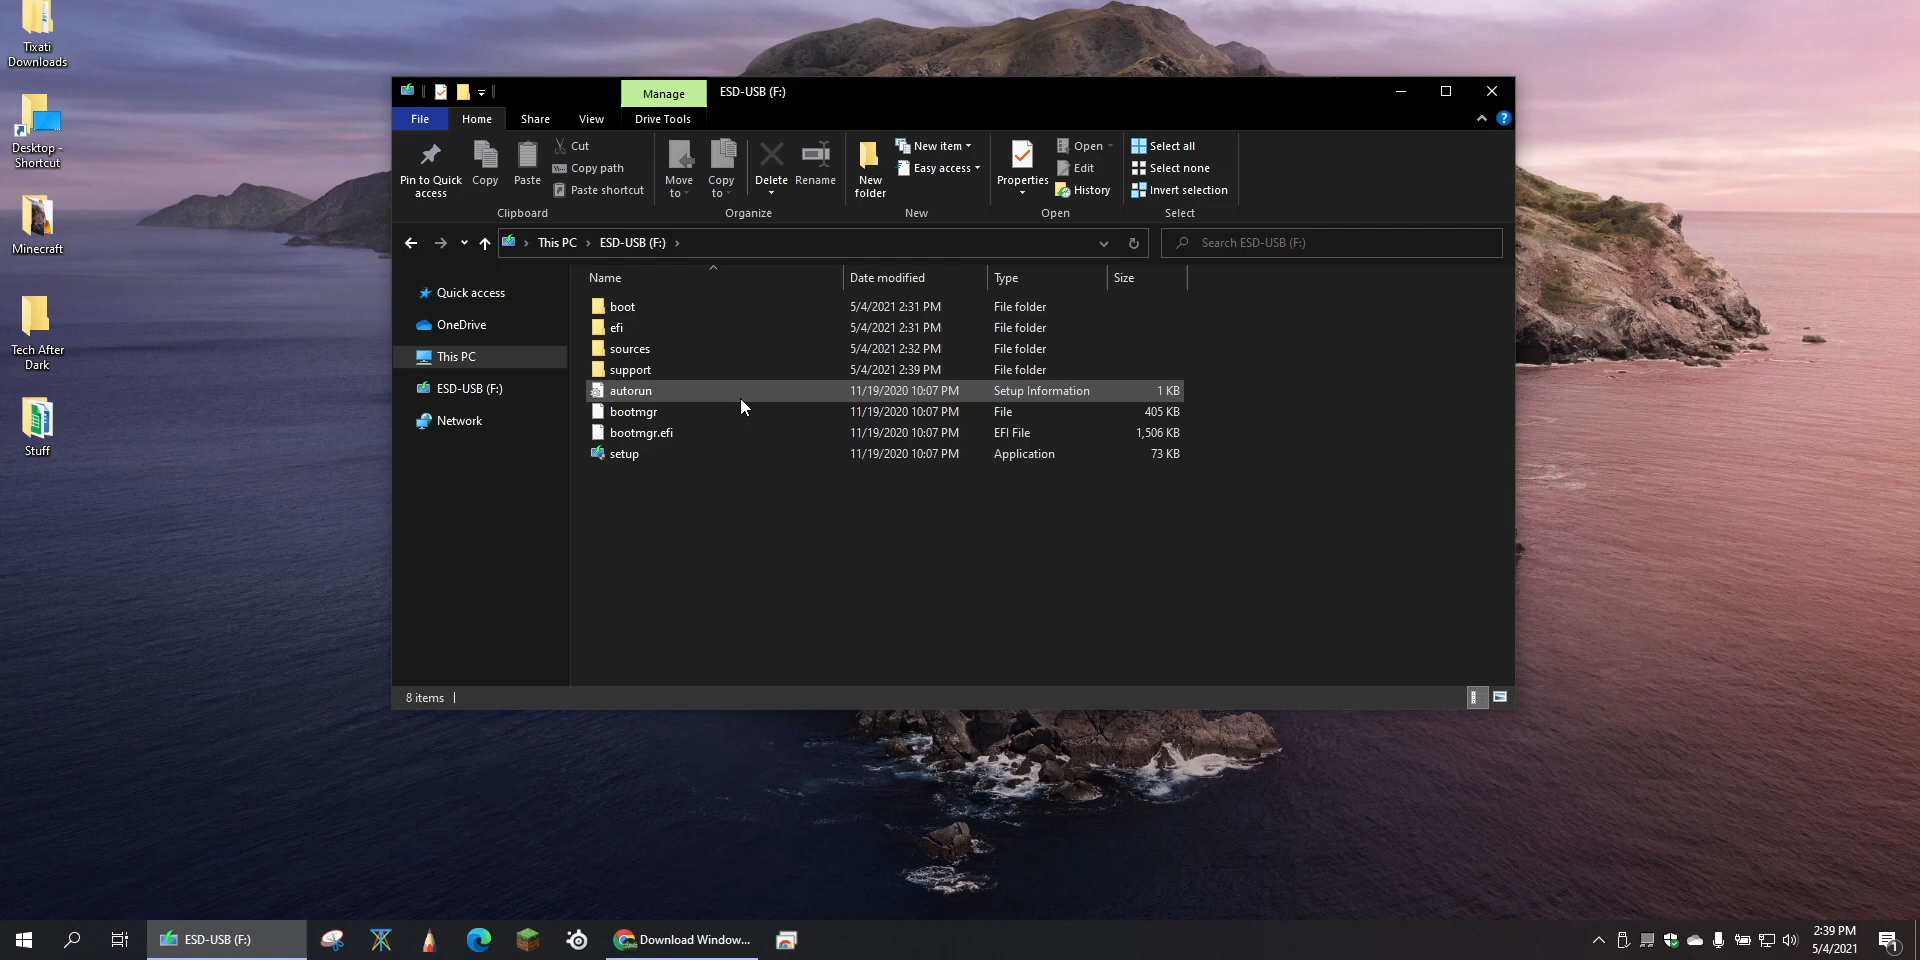 Tixati
Downloads
Desktop -
Shortcut
Minecraft
Tech After
Dark
Stuff
Manage
ESD-USB (F:)
File
Home
Share
View
Drive Tools
Pin to Quick
access
Copy
Paste
Cut
Copy path
Paste shortcut
Clipboard
Move
to
Copy
to
Delete
Rename
Organize
New
folder
New item
Easy access
New
Properties
Open
Edit
History
Open
Select all
Select none
Invert selection
Select
This PC
ESD-USB (F:)
Search ESD-USB (F:)
Quick access
OneDrive
This PC
ESD-USB (F:)
Network
Name Date modified Type Size
boot 5/4/2021 2:31 PM File folder
efi 5/4/2021 2:31 PM File folder
sources 5/4/2021 2:32 PM File folder
support 5/4/2021 2:39 PM File folder
autorun 11/19/2020 10:07 PM Setup Information 1 KB
bootmgr 11/19/2020 10:07 PM File 405 KB
bootmgr.efi 11/19/2020 10:07 PM EFI File 1,506 KB
setup 11/19/2020 10:07 PM Application 73 KB
8 items
ESD-USB (F:)
Download Window...
2:39 PM
5/4/2021
1